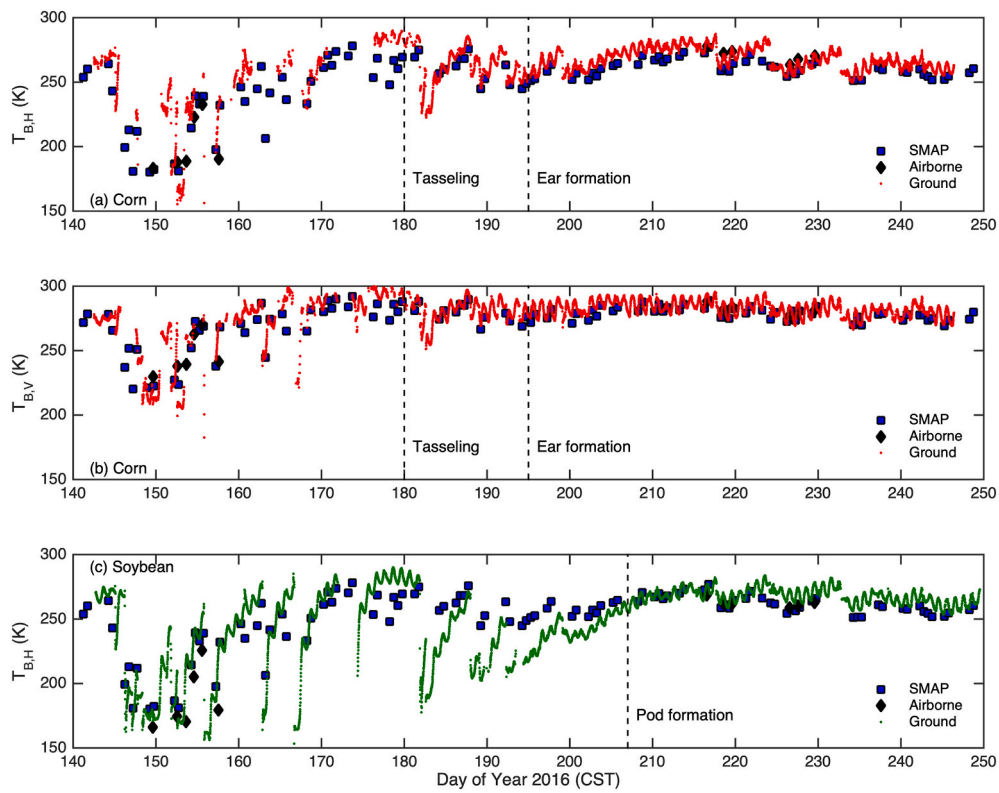 300
250
200
150
T_B,H (K)
SMAP
Airborne
Ground
Tasseling
Ear formation
(a) Corn
140 150 160 170 180 190 200 210 220 230 240 250
300
250
200
150
T_B,V (K)
SMAP
Airborne
Ground
Tasseling
Ear formation
(b) Corn
140 150 160 170 180 190 200 210 220 230 240 250
(c) Soybean
300
250
200
150
T_B,H (K)
SMAP
Airborne
Ground
Pod formation
140 150 160 170 180 190 200 210 220 230 240 250
Day of Year 2016 (CST)